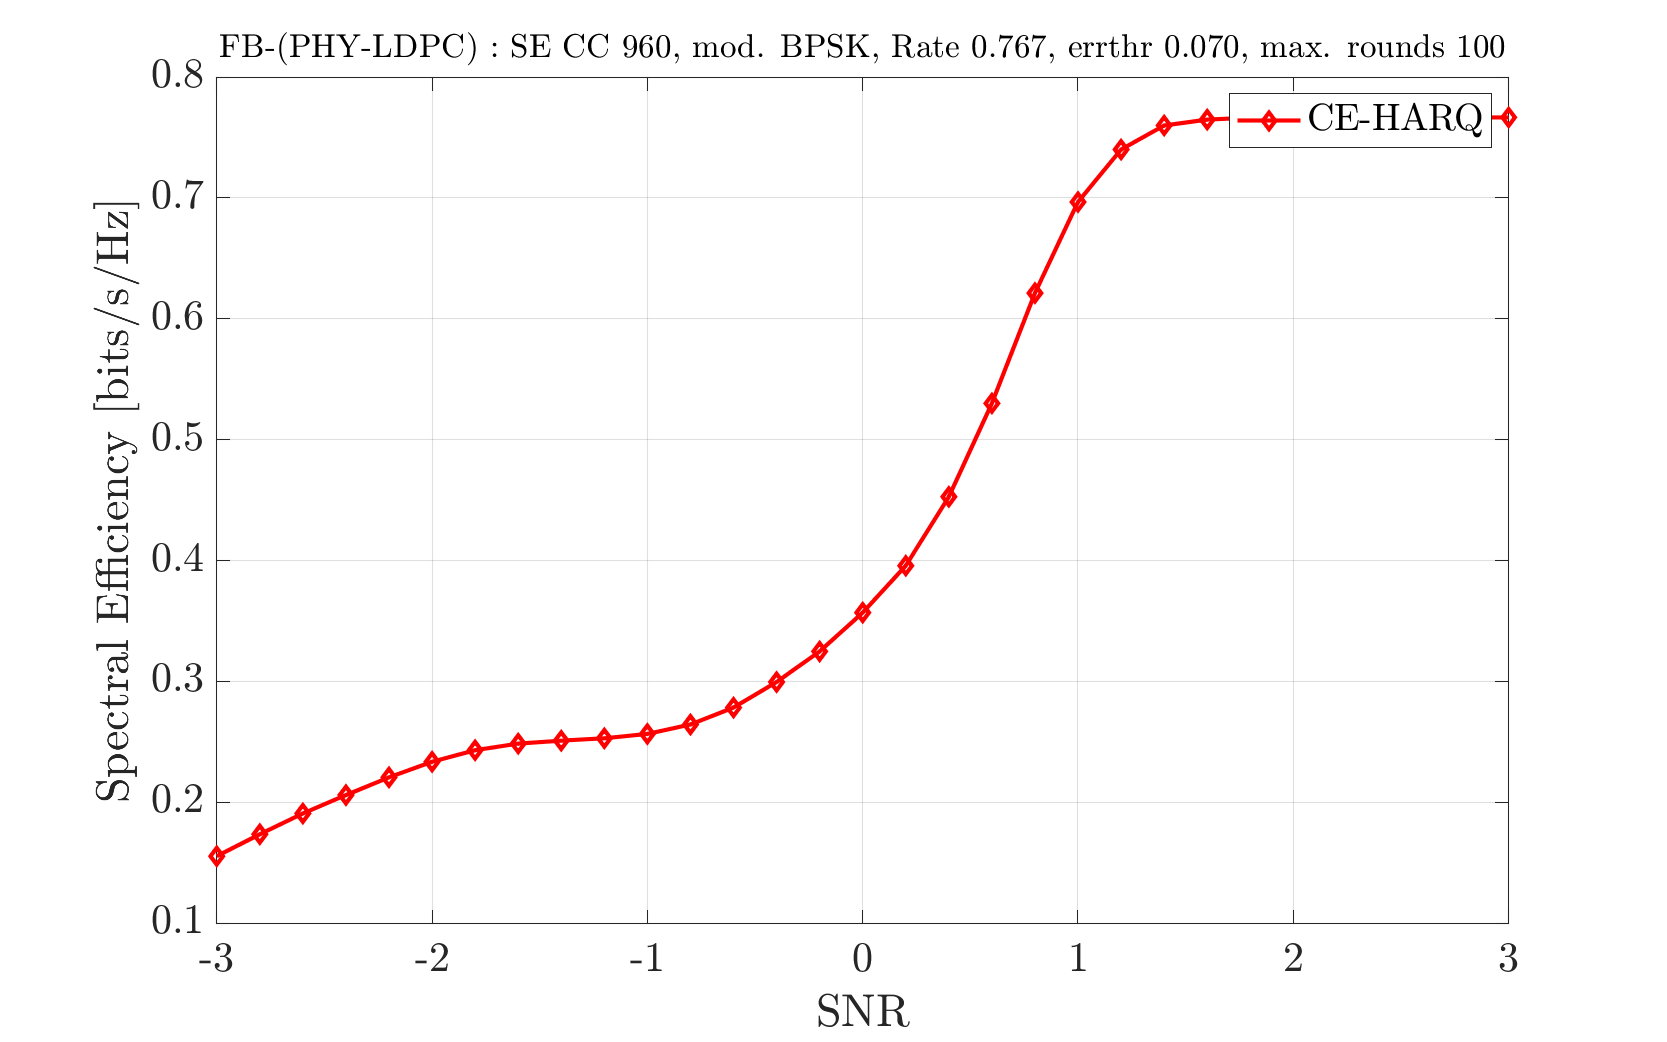 FB-(PHY-LDPC) : SE CC 960, mod. BPSK, Rate 0.767, errthr 0.070, max. rounds 100
CE-HARQ
Spectral Efficiency [bits/s/Hz]
0.8
0.7
0.6
0.5
0.4
0.3
0.2
0.1
-3 -2 -1 0 1 2 3
SNR